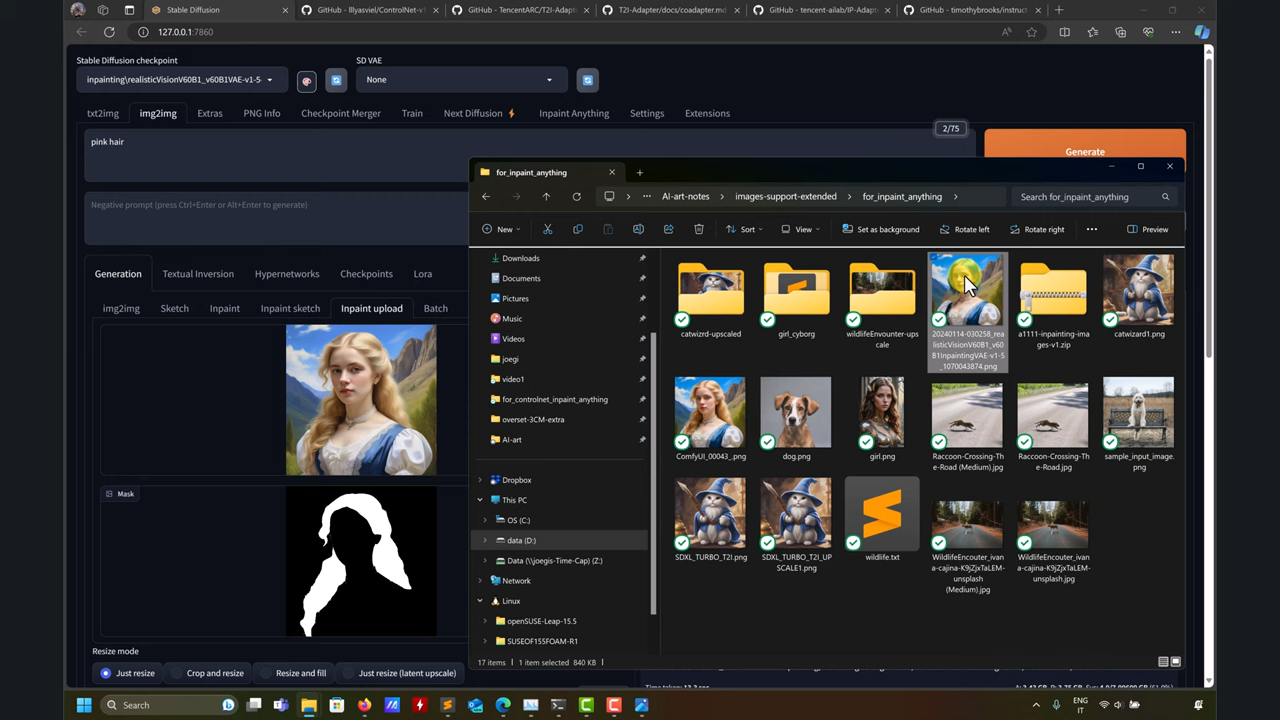 Stable Diffusion
GitHub - lllyasviel/ControlNet-v1
GitHub - TencentARC/T2I-Adapt
T2I-Adapter/docs/coadapter.md
GitHub - tencent-ailab/IP-Adapte
GitHub - timothybrooks/instruct
127.0.0.1:7860
Stable Diffusion checkpoint
SD VAE
inpainting\realisticVisionV60B1_v60B1VAE-v1-5-
None
txt2img
img2img
Extras
PNG Info
Checkpoint Merger
Train
Next Diffusion
Inpaint Anything
Settings
Extensions
pink hair
2/75
Generate
Negative prompt (press Ctrl+Enter or Alt+Enter to generate)
Generation
Textual Inversion
Hypernetworks
Checkpoints
Lora
img2img
Sketch
Inpaint
Inpaint sketch
Inpaint upload
Batch
Mask
Resize mode
Just resize
Crop and resize
Resize and fill
Just resize (latent upscale)
for_inpaint_anything
AI-art-notes
images-support-extended
for_inpaint_anything
Search for_inpaint_anything
New
Sort
View
Set as background
Rotate left
Rotate right
Preview
Downloads
Documents
Pictures
Music
Videos
joegi
video1
for_controlnet_inpaint_anything
overset-3CM-extra
AI-art
Dropbox
This PC
OS (C:)
data (D:)
Data (\\joegis-Time-Cap) (Z:)
Network
Linux
openSUSE-Leap-15.5
SUSEOF155FOAM-R1
catwizrd-upscaled
girl_cyborg
wildlifeEnvounter-upscale
20240114-030258_realisticVisionV60B1_v60B1InpaintingVAE-v1-5_1070043874.png
a1111-inpainting-images-v1.zip
catwizard1.png
ComfyUI_00043_.png
dog.png
girl.png
Raccoon-Crossing-The-Road (Medium).jpg
Raccoon-Crossing-The-Road.jpg
sample_input_image.png
SDXL_TURBO_T2I.png
SDXL_TURBO_T2I_UPSCALE1.png
wildlife.txt
WildlifeEncouter_ivana-cajina-K9jZjxTaLEM-unsplash (Medium).jpg
WildlifeEncouter_ivana-cajina-K9jZjxTaLEM-unsplash.jpg
17 items
1 item selected 840 KB
Search
ENG
IT